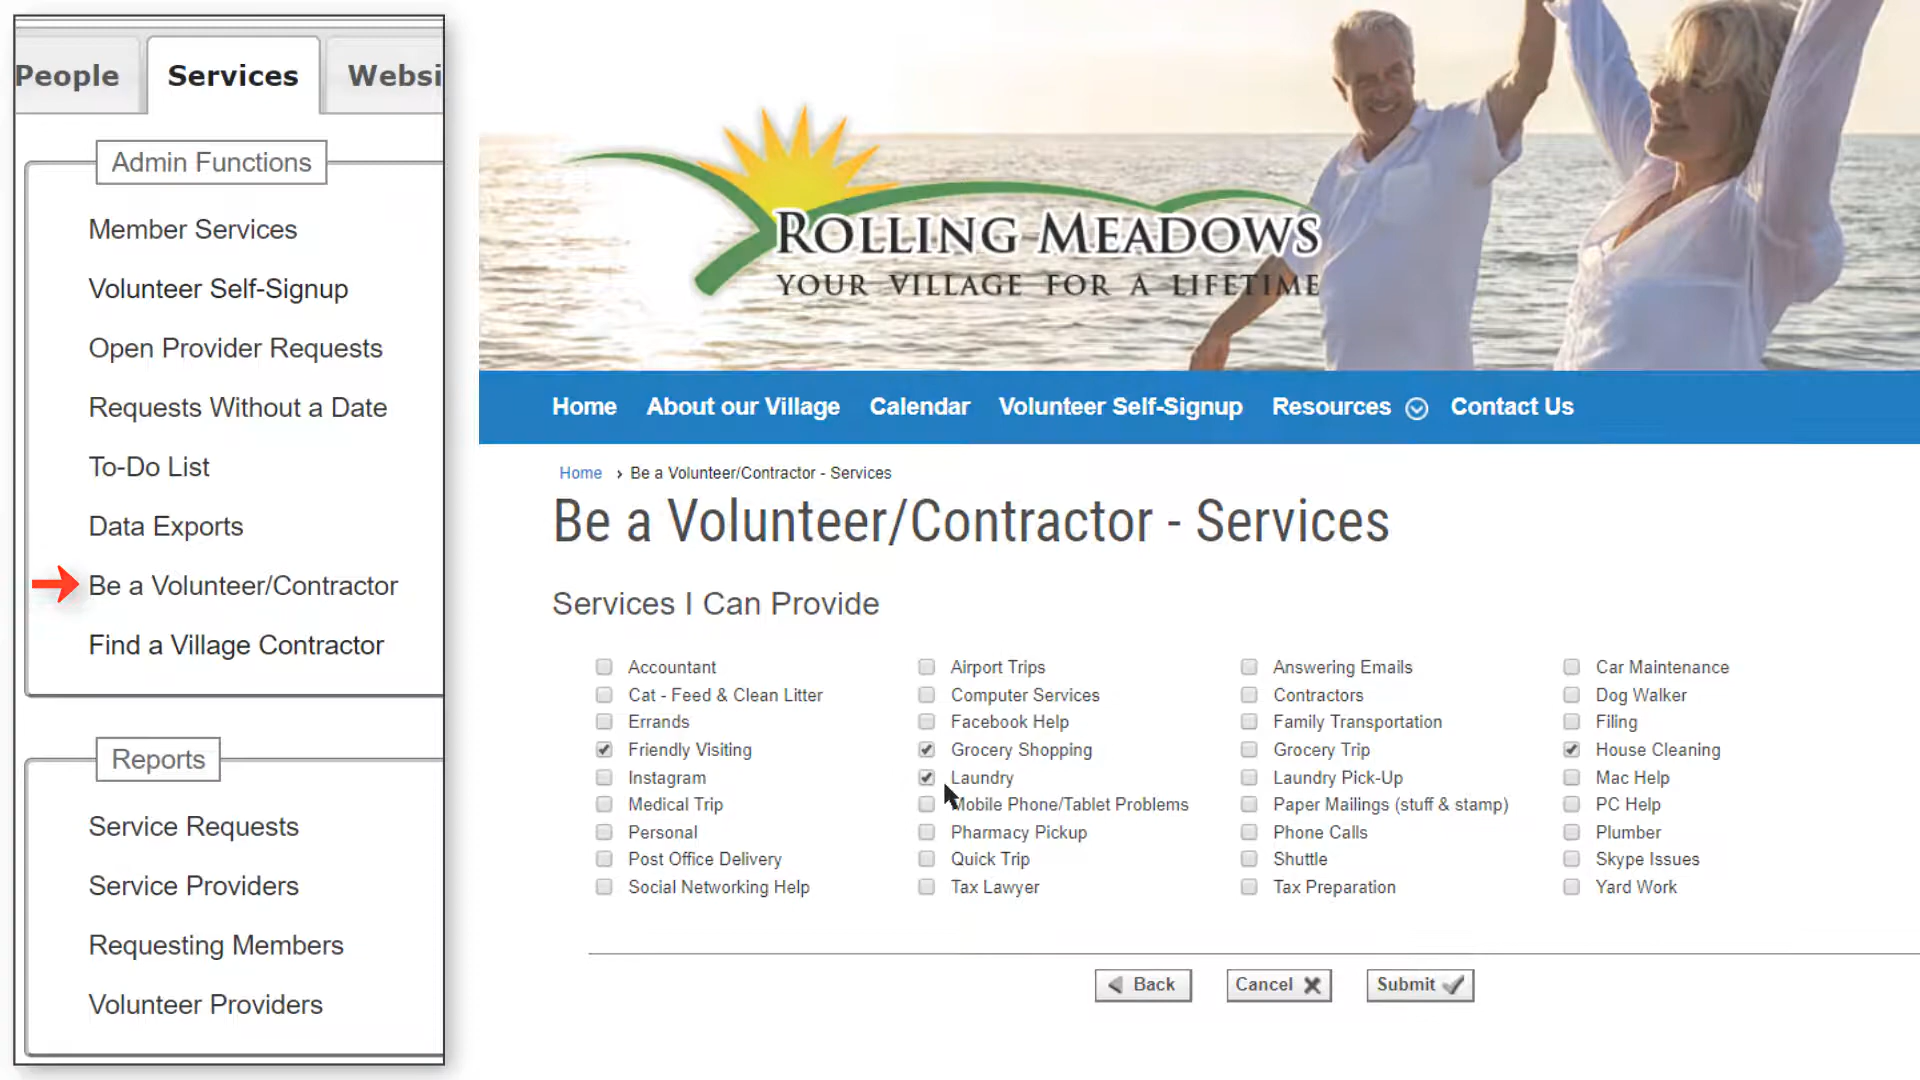 People Services Websi
Admin Functions
Member Services
Volunteer Self-Signup
Open Provider Requests
Requests Without a Date
To-Do List
Data Exports
Be a Volunteer/Contractor
Find a Village Contractor
Reports
Service Requests
Service Providers
Requesting Members
Volunteer Providers
ROLLING MEADOWS
YOUR VILLAGE FOR A LIFETIME
Home About our Village Calendar Volunteer Self-Signup Resources Contact Us
Home › Be a Volunteer/Contractor - Services
Be a Volunteer/Contractor - Services
Services I Can Provide
Accountant Airport Trips Answering Emails Car Maintenance
Cat - Feed & Clean Litter Computer Services Contractors Dog Walker
Errands Facebook Help Family Transportation Filing
Friendly Visiting Grocery Shopping Grocery Trip House Cleaning
Instagram Laundry Laundry Pick-Up Mac Help
Medical Trip Mobile Phone/Tablet Problems Paper Mailings (stuff & stamp) PC Help
Personal Pharmacy Pickup Phone Calls Plumber
Post Office Delivery Quick Trip Shuttle Skype Issues
Social Networking Help Tax Lawyer Tax Preparation Yard Work
Back Cancel Submit